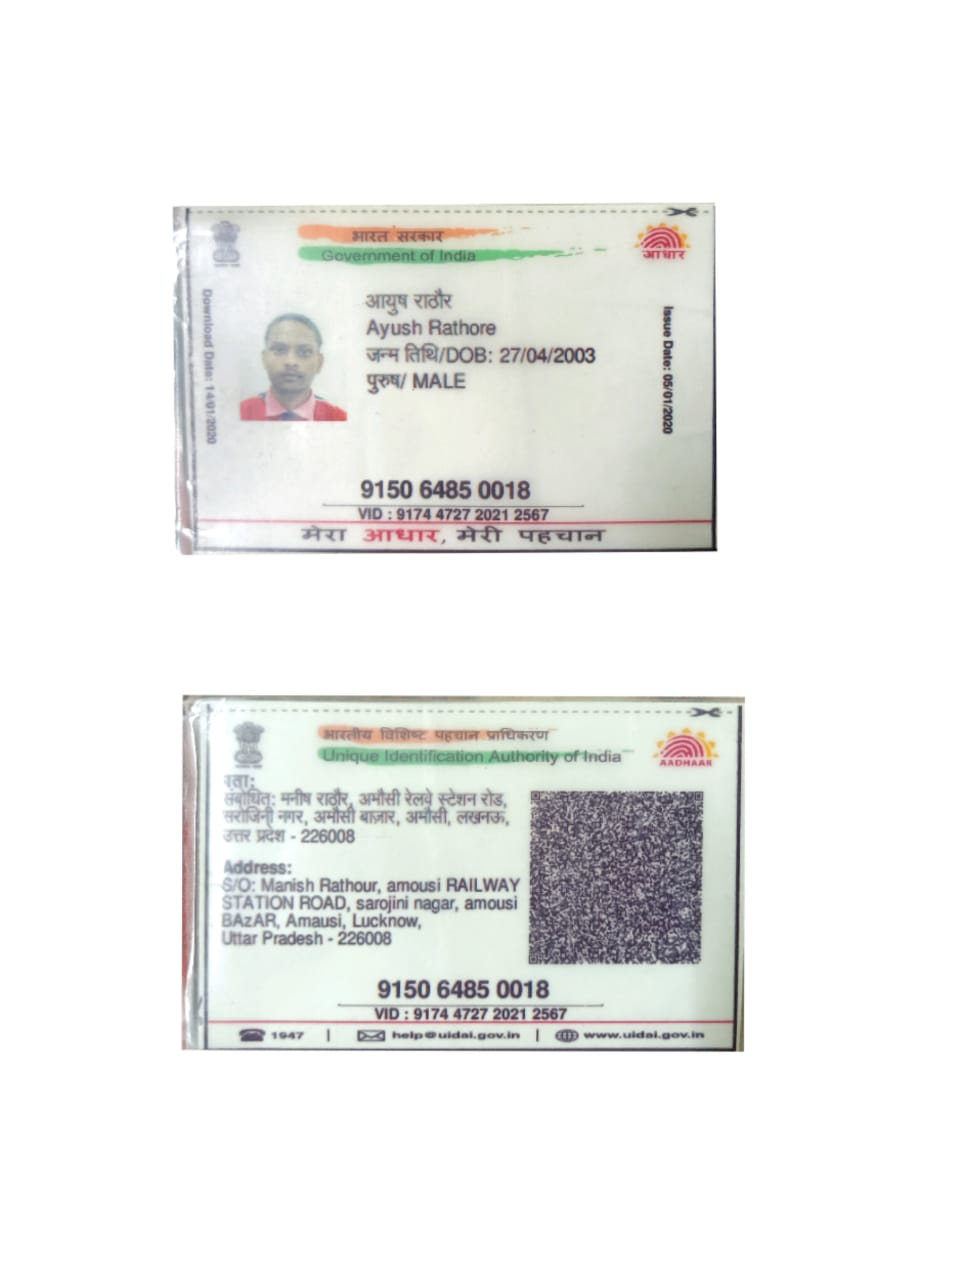 भारत सरकार
Government of India
आधार
Download Date: 14/01/2020
आयुष राठौर
Ayush Rathore
जन्म तिथि/DOB: 27/04/2003
पुरुष/ MALE
Issue Date: 05/01/2020
9150 6485 0018
VID : 9174 4727 2021 2567
मेरा आधार, मेरी पहचान
भारतीय विशिष्ट पहचान प्राधिकरण
Unique Identification Authority of India
AADHAAR
पता:
संबोधित: मनीष राठौर, अमौसी रेलवे स्टेशन रोड,
सरोजिनी नगर, अमौसी बाज़ार, अमौसी, लखनऊ,
उत्तर प्रदेश - 226008
Address:
S/O: Manish Rathour, amousi RAILWAY
STATION ROAD, sarojini nagar, amousi
BAzAR, Amausi, Lucknow,
Uttar Pradesh - 226008
9150 6485 0018
VID : 9174 4727 2021 2567
1947 | help@uidai.gov.in | www.uidai.gov.in